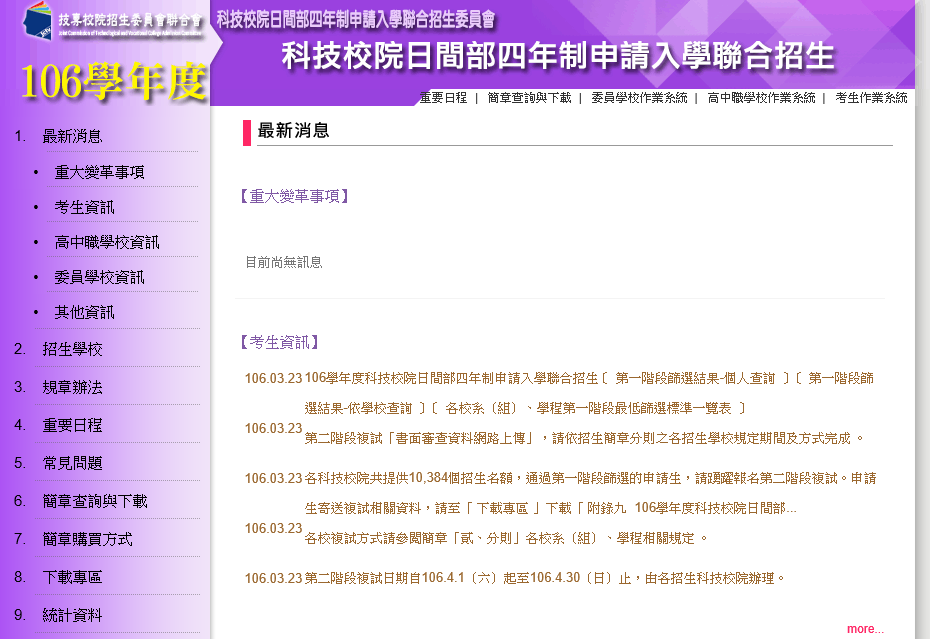 技專校院招生委員會聯合會
Joint Commission of Technological and Vocational College Admission Committee
106學年度
科技校院日間部四年制申請入學聯合招生委員會
科技校院日間部四年制申請入學聯合招生
重要日程 | 簡章查詢與下載 | 委員學校作業系統 | 高中職學校作業系統 | 考生作業系統
1. 最新消息
• 重大變革事項
• 考生資訊
• 高中職學校資訊
• 委員學校資訊
• 其他資訊
2. 招生學校
3. 規章辦法
4. 重要日程
5. 常見問題
6. 簡章查詢與下載
7. 簡章購買方式
8. 下載專區
9. 統計資料
最新消息
【重大變革事項】
目前尚無訊息
【考生資訊】
106.03.23 106學年度科技校院日間部四年制申請入學聯合招生〔 第一階段篩選結果-個人查詢 〕〔 第一階段篩
選結果-依學校查詢 〕〔 各校系（組）、學程第一階段最低篩選標準一覽表 〕
106.03.23
第二階段複試「書面審查資料網路上傳」，請依招生簡章分則之各招生學校規定期間及方式完成。
106.03.23 各科技校院共提供10,384個招生名額，通過第一階段篩選的申請生，請踴躍報名第二階段複試。申請
生寄送複試相關資料，請至「 下載專區 」下載「 附錄九 106學年度科技校院日間部...
106.03.23
各校複試方式請參閱簡章「貳、分則」各校系（組）、學程相關規定。
106.03.23 第二階段複試日期自106.4.1（六）起至106.4.30（日）止，由各招生科技校院辦理。
more...